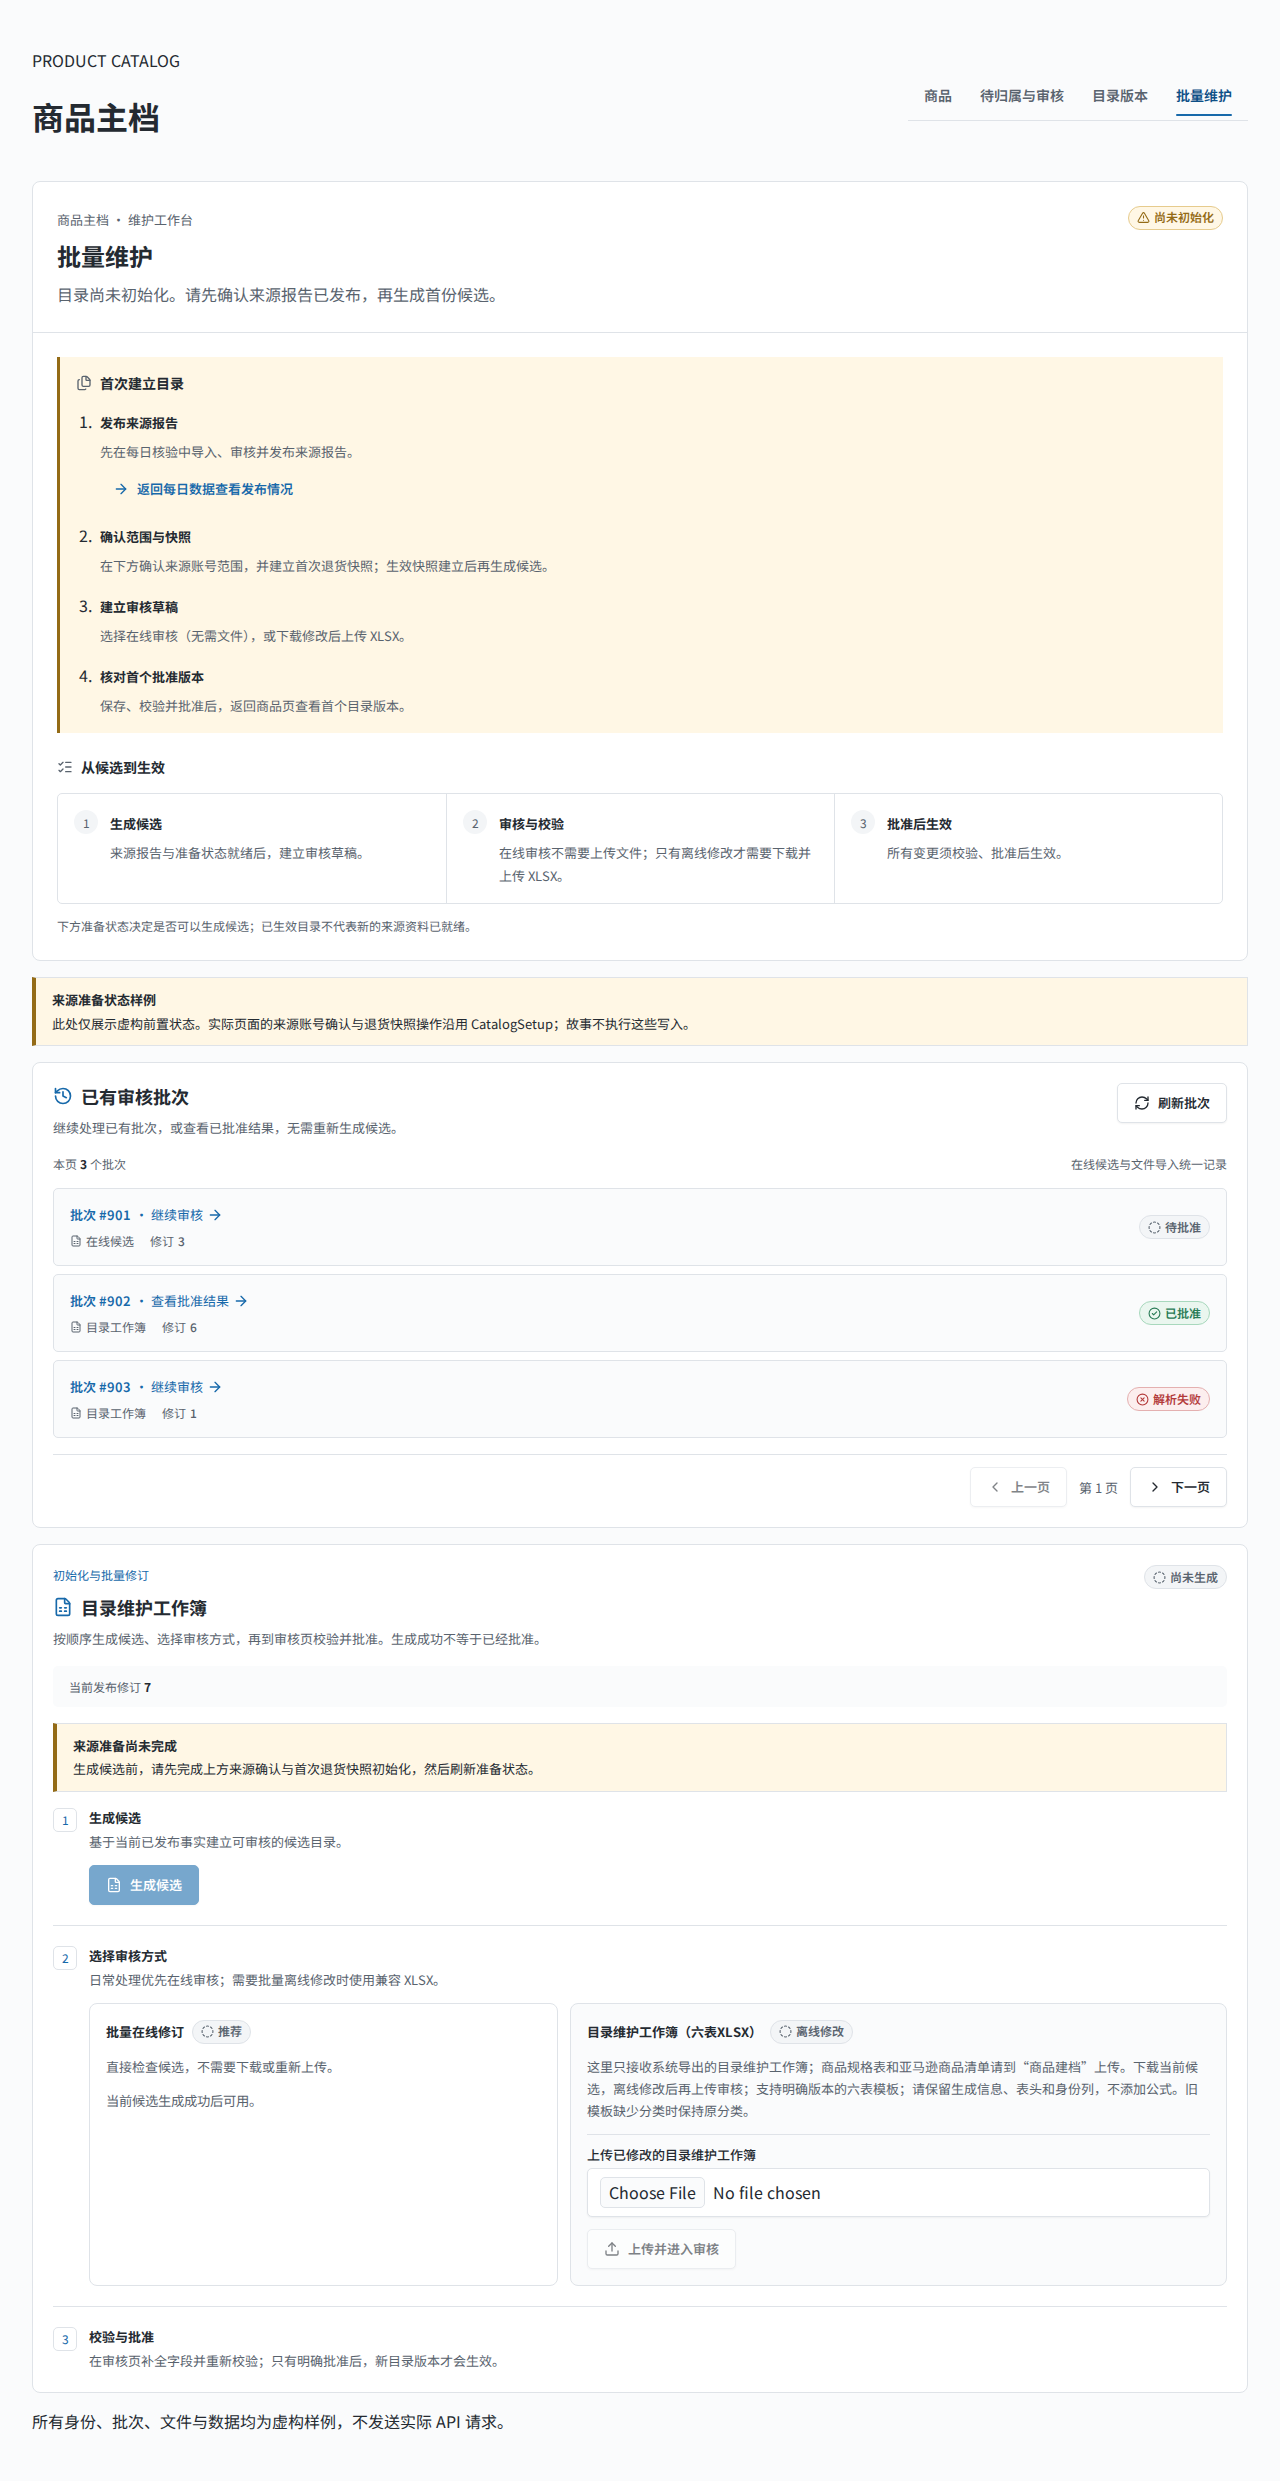 PRODUCT CATALOG
商品主档
商品 待归属与审核 目录版本 批量维护
商品主档 · 维护工作台
尚未初始化
批量维护
目录尚未初始化。请先确认来源报告已发布，再生成首份候选。
首次建立目录
1. 发布来源报告
先在每日核验中导入、审核并发布来源报告。
返回每日数据查看发布情况
2. 确认范围与快照
在下方确认来源账号范围，并建立首次退货快照；生效快照建立后再生成候选。
3. 建立审核草稿
选择在线审核（无需文件），或下载修改后上传 XLSX。
4. 核对首个批准版本
保存、校验并批准后，返回商品页查看首个目录版本。
从候选到生效
1 生成候选
来源报告与准备状态就绪后，建立审核草稿。
2 审核与校验
在线审核不需要上传文件；只有离线修改才需要下载并
上传 XLSX。
3 批准后生效
所有变更须校验、批准后生效。
下方准备状态决定是否可以生成候选；已生效目录不代表新的来源资料已就绪。
来源准备状态样例
此处仅展示虚构前置状态。实际页面的来源账号确认与退货快照操作沿用 CatalogSetup；故事不执行这些写入。
已有审核批次
刷新批次
继续处理已有批次，或查看已批准结果，无需重新生成候选。
本页 3 个批次
在线候选与文件导入统一记录
批次 #901 · 继续审核
在线候选 修订 3
待批准
批次 #902 · 查看批准结果
目录工作簿 修订 6
已批准
批次 #903 · 继续审核
目录工作簿 修订 1
解析失败
上一页 第 1 页 下一页
初始化与批量修订
尚未生成
目录维护工作簿
按顺序生成候选、选择审核方式，再到审核页校验并批准。生成成功不等于已经批准。
当前发布修订 7
来源准备尚未完成
生成候选前，请先完成上方来源确认与首次退货快照初始化，然后刷新准备状态。
1 生成候选
基于当前已发布事实建立可审核的候选目录。
生成候选
2 选择审核方式
日常处理优先在线审核；需要批量离线修改时使用兼容 XLSX。
批量在线修订 推荐
直接检查候选，不需要下载或重新上传。
当前候选生成成功后可用。
目录维护工作簿（六表XLSX） 离线修改
这里只接收系统导出的目录维护工作簿；商品规格表和亚马逊商品清单请到“商品建档”上传。下载当前候
选，离线修改后再上传审核；支持明确版本的六表模板；请保留生成信息、表头和身份列，不添加公式。旧
模板缺少分类时保持原分类。
上传已修改的目录维护工作簿
Choose File No file chosen
上传并进入审核
3 校验与批准
在审核页补全字段并重新校验；只有明确批准后，新目录版本才会生效。
所有身份、批次、文件与数据均为虚构样例，不发送实际 API 请求。